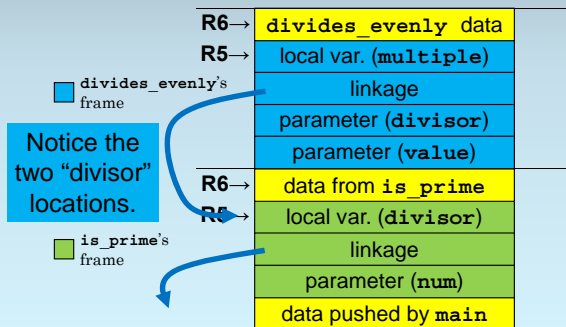 R6→ divides_evenly data
R5→ local var. (multiple)
divides_evenly's
frame
linkage
parameter (divisor)
parameter (value)
Notice the
two “divisor”
locations.
R6→ data from is_prime
R5→ local var. (divisor)
is_prime's
frame
linkage
parameter (num)
data pushed by main